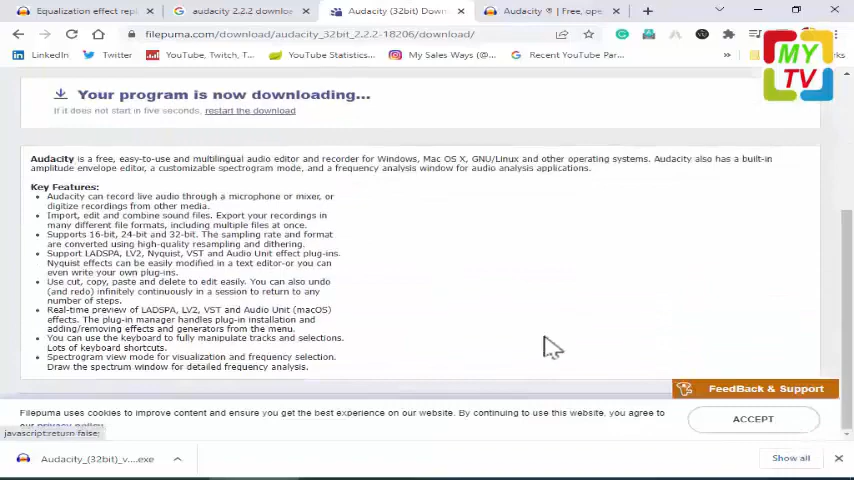 Equalization effect rep
audacity 2.2.2 downlo
Audacity (32bit) Down
Audacity ® | Free, ope
filepuma.com/download/audacity_32bit_2.2.2-18206/download/
LinkedIn
Twitter
YouTube, Twitch, T...
YouTube Statistics...
My Sales Ways (@...
Recent YouTube Par...
MY
TV
Your program is now downloading...
If it does not start in five seconds, restart the download
Audacity is a free, easy-to-use and multilingual audio editor and recorder for Windows, Mac OS X, GNU/Linux and other operating systems. Audacity also has a built-in
amplitude envelope editor, a customizable spectrogram mode, and a frequency analysis window for audio analysis applications.
Key Features:
Audacity can record live audio through a microphone or mixer, or
digitize recordings from other media.
Import, edit and combine sound files. Export your recordings in
many different file formats, including multiple files at once.
Supports 16-bit, 24-bit and 32-bit. The sampling rate and format
are converted using high-quality resampling and dithering.
Support LADSPA, LV2, Nyquist, VST and Audio Unit effect plug-ins.
Nyquist effects can be easily modified in a text editor-or you can
even write your own plug-ins.
Use cut, copy, paste and delete to edit easily. You can also undo
(and redo) infinitely continuously in a session to return to any
number of steps.
Real-time preview of LADSPA, LV2, VST and Audio Unit (macOS)
effects. The plug-in manager handles plug-in installation and
adding/removing effects and generators from the menu.
You can use the keyboard to fully manipulate tracks and selections.
Lots of keyboard shortcuts.
Spectrogram view mode for visualization and frequency selection.
Draw the spectrum window for detailed frequency analysis.
FeedBack & Support
Filepuma uses cookies to improve content and ensure you get the best experience on our website. By continuing to use this website, you agree to
our privacy policy
ACCEPT
javascript:return false;
Audacity_(32bit)_v....exe
Show all